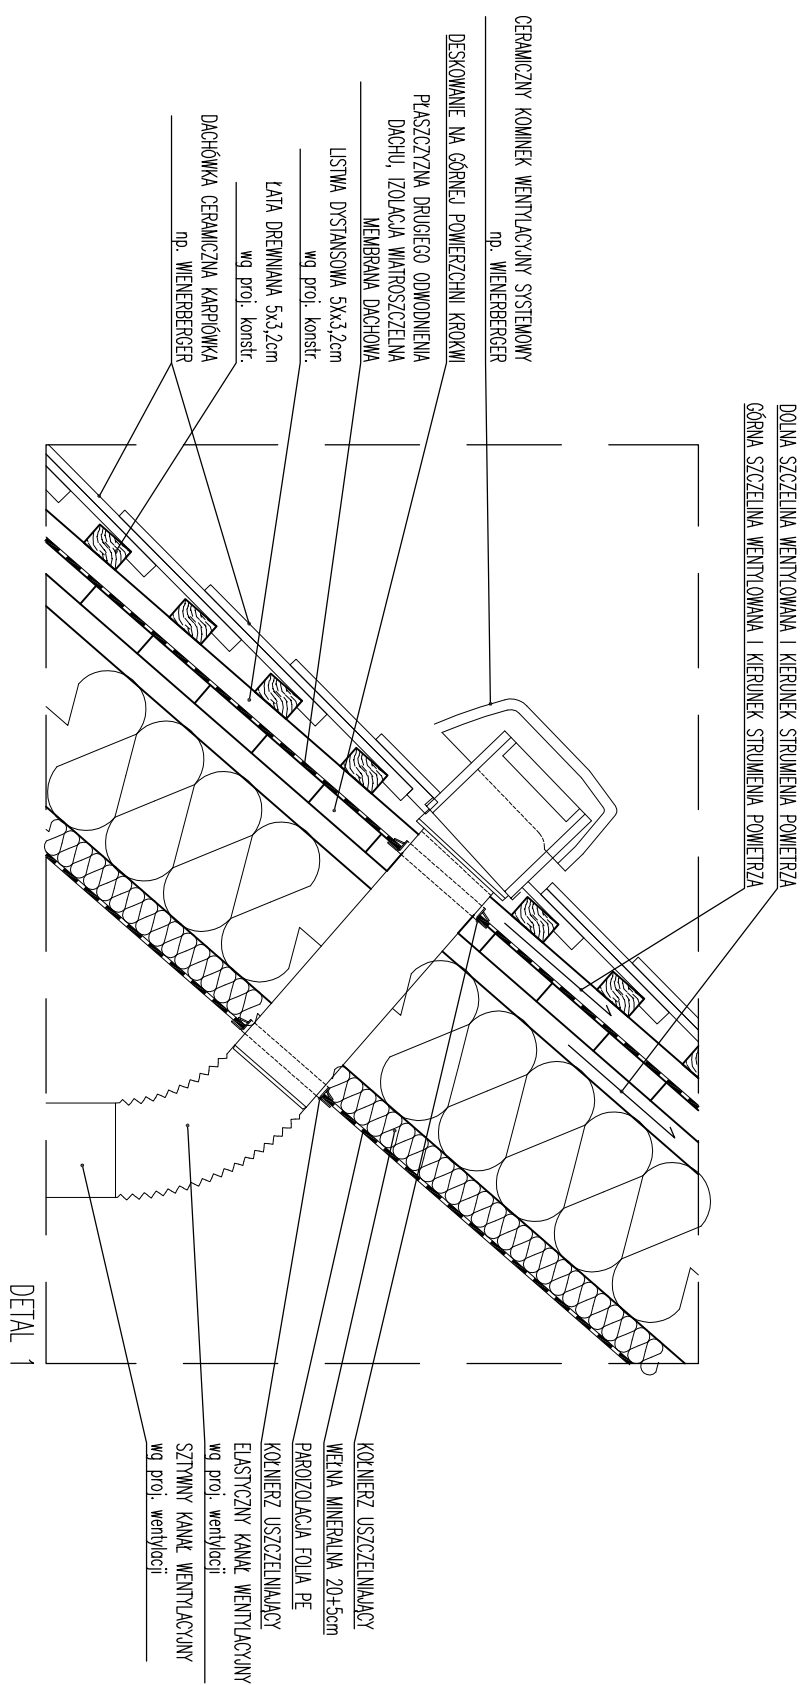 DOLNA SZCZELINA WENTYLOWANA I KIERUNEK STRUMIENIA POWIETRZA
GÓRNA SZCZELINA WENTYLOWANA I KIERUNEK STRUMIENIA POWIETRZA
CERAMICZNY KOMINEK WENTYLACYJNY SYSTEMOWY
np. WIENERBERGER
DESKOWANIE NA GÓRNEJ POWIERZCHNI KROKWI
PŁASZCZYZNA DRUGIEGO ODWODNIENIA
DACHU, IZOLACJA WIATROSZCZELNA
MEMBRANA DACHOWA
LISTWA DYSTANSOWA 5Xx3,2cm
wg proj. konstr.
ŁATA DREWNIANA 5x3,2cm
wg proj. konstr.
DACHÓWKA CERAMICZNA KARPIÓWKA
np. WIENERBERGER
KOŁNIERZ USZCZELNIAJĄCY
WEŁNA MINERALNA 20+5cm
PAROIZOLACJA FOLIA PE
KOŁNIERZ USZCZELNIAJĄCY
ELASTYCZNY KANAŁ WENTYLACYJNY
wg proj. wentylacji
SZTYWNY KANAŁ WENTYLACYJNY
wg proj. wentylacji
DETAL 1